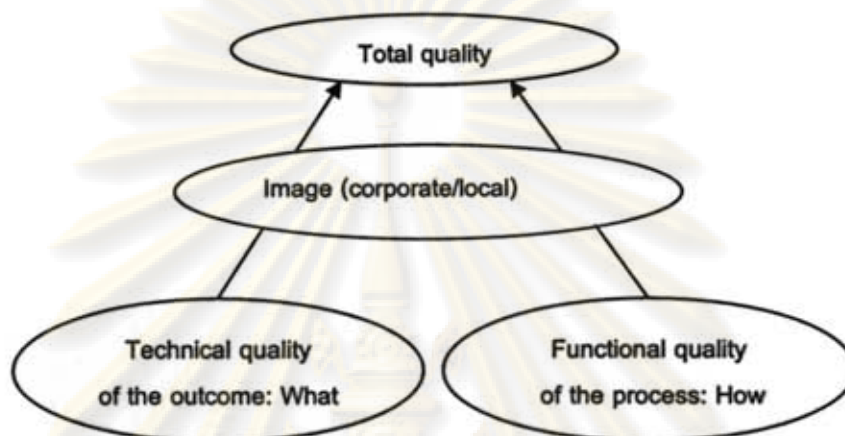 Total quality
Image (corporate/local)
Technical quality
of the outcome: What
Functional quality
of the process: How